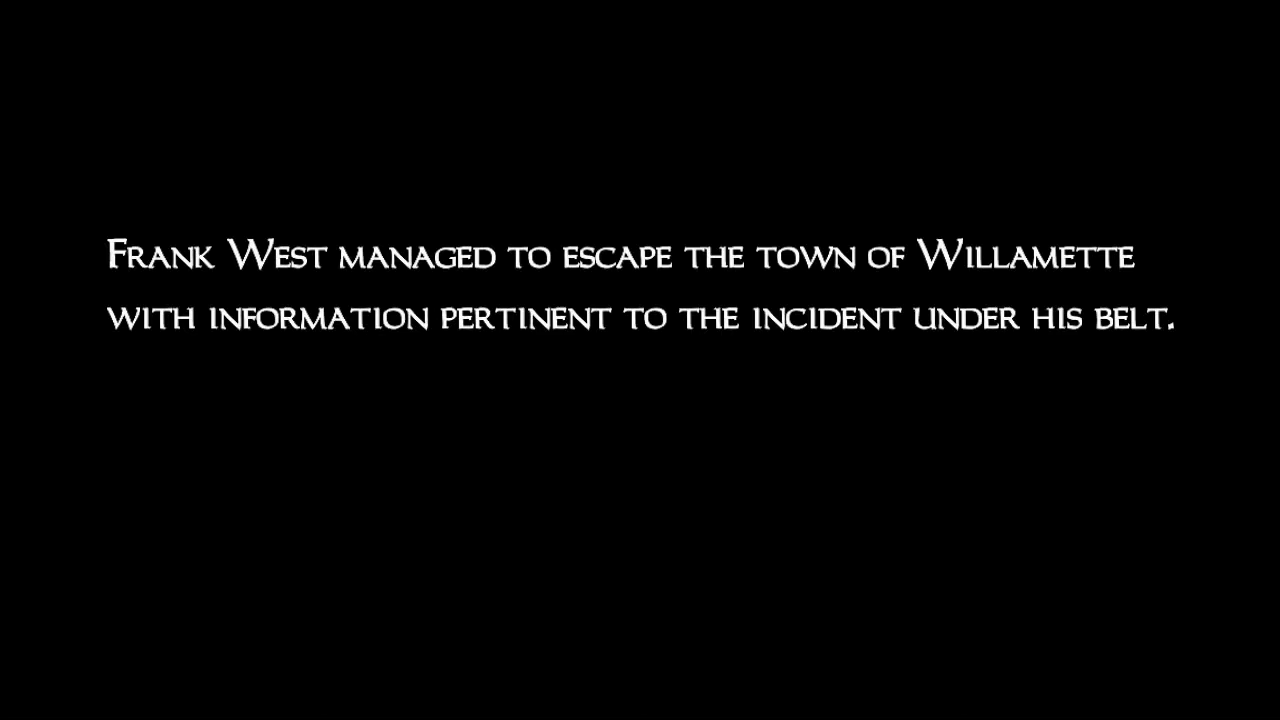 Frank West managed to escape the town of Willamette
with information pertinent to the incident under his belt.